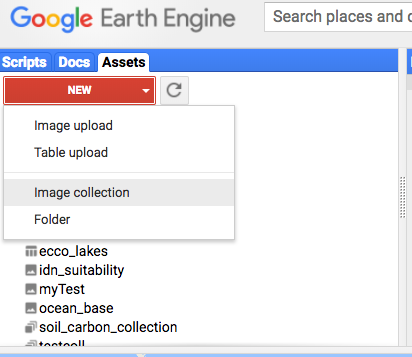 Google Earth Engine
Search places and
Scripts Docs Assets
NEW
Image upload
Table upload
Image collection
Folder
ecco_lakes
idn_suitability
myTest
ocean_base
soil_carbon_collection